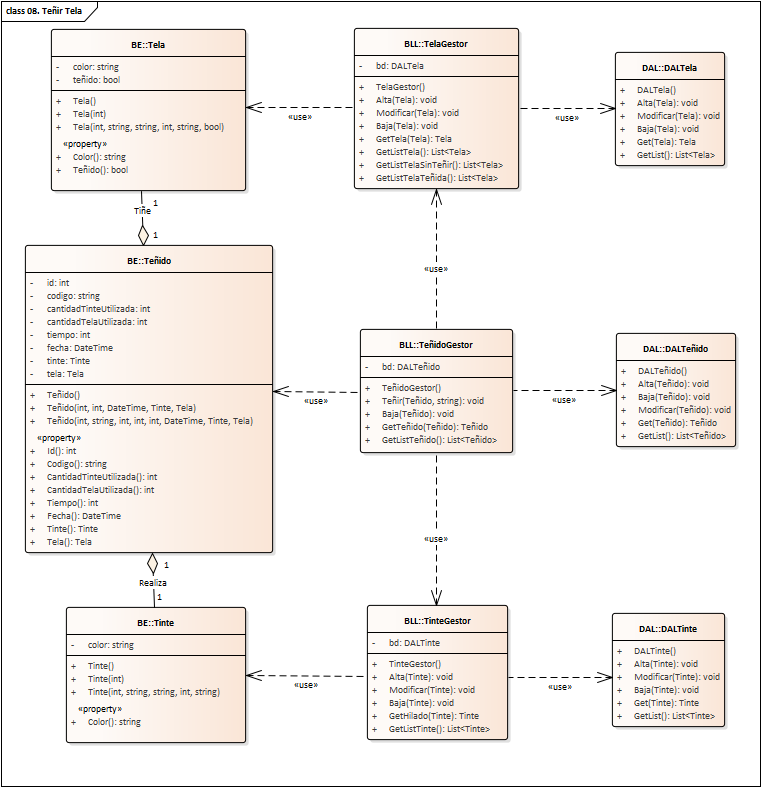 class 08. Teñir Tela
BE::Tela
- color: string
- teñido: bool
+ Tela()
+ Tela(int)
+ Tela(int, string, string, int, string, bool)
«property»
+ Color(): string
+ Teñido(): bool
BLL::TelaGestor
- bd: DALTela
+ TelaGestor()
+ Alta(Tela): void
+ Modificar(Tela): void
+ Baja(Tela): void
+ GetTela(Tela): Tela
+ GetListTela(): List<Tela>
+ GetListTelaSinTeñir(): List<Tela>
+ GetListTelaTeñida(): List<Tela>
DAL::DALTela
+ DALTela()
+ Alta(Tela): void
+ Modificar(Tela): void
+ Baja(Tela): void
+ Get(Tela): Tela
+ GetList(): List<Tela>
«use»
«use»
1
Tiñe
1
«use»
BE::Teñido
- id: int
- codigo: string
- cantidadTinteUtilizada: int
- cantidadTelaUtilizada: int
- tiempo: int
- fecha: DateTime
- tinte: Tinte
- tela: Tela
+ Teñido()
+ Teñido(int, int, DateTime, Tinte, Tela)
+ Teñido(int, string, int, int, int, DateTime, Tinte, Tela)
«property»
+ Id(): int
+ Codigo(): string
+ CantidadTinteUtilizada(): int
+ CantidadTelaUtilizada(): int
+ Tiempo(): int
+ Fecha(): DateTime
+ Tinte(): Tinte
+ Tela(): Tela
BLL::TeñidoGestor
- bd: DALTeñido
+ TeñidoGestor()
+ Teñir(Teñido, string): void
+ Baja(Teñido): void
+ GetTeñido(Teñido): Teñido
+ GetListTeñido(): List<Teñido>
DAL::DALTeñido
+ DALTeñido()
+ Alta(Teñido): void
+ Baja(Teñido): void
+ Modificar(Teñido): void
+ Get(Teñido): Teñido
+ GetList(): List<Teñido>
«use»
«use»
«use»
1
Realiza
1
BE::Tinte
- color: string
+ Tinte()
+ Tinte(int)
+ Tinte(int, string, string, int, string)
«property»
+ Color(): string
BLL::TinteGestor
- bd: DALTinte
+ TinteGestor()
+ Alta(Tinte): void
+ Modificar(Tinte): void
+ Baja(Tinte): void
+ GetHilado(Tinte): Tinte
+ GetListTinte(): List<Tinte>
DAL::DALTinte
+ DALTinte()
+ Alta(Tinte): void
+ Modificar(Tinte): void
+ Baja(Tinte): void
+ Get(Tinte): Tinte
+ GetList(): List<Tinte>
«use»
«use»